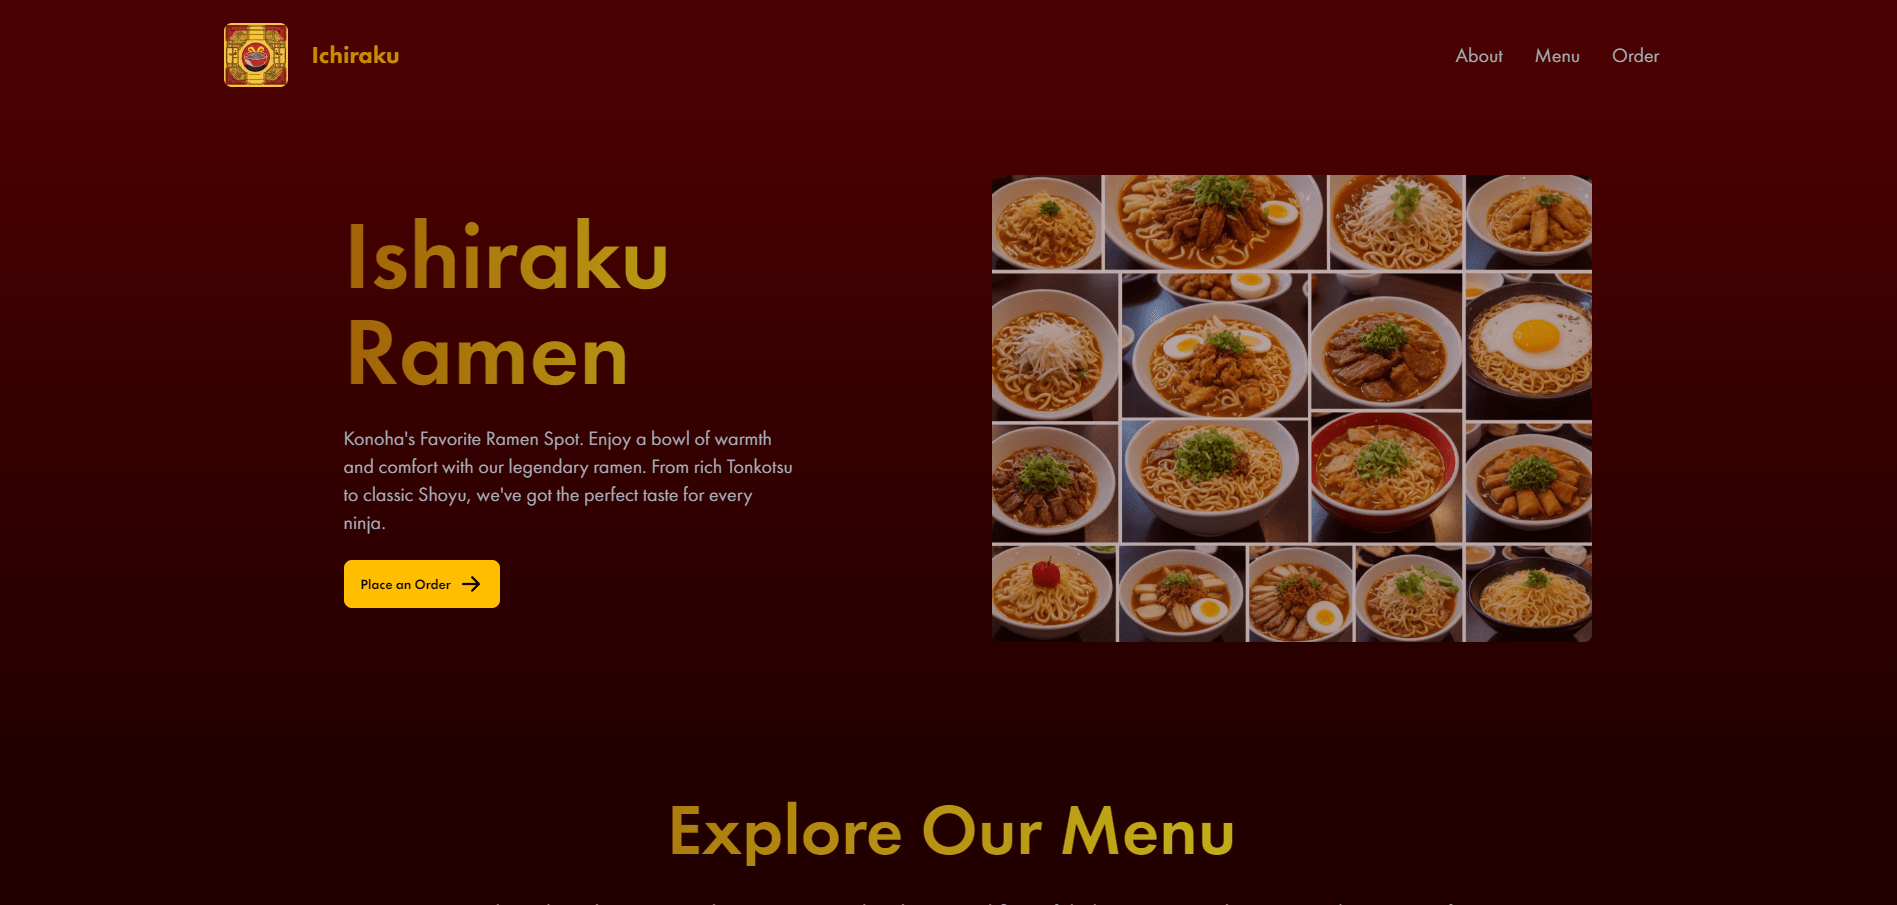 Ichiraku
About
Menu
Order
Ishiraku
Ramen
Konoha's Favorite Ramen Spot. Enjoy a bowl of warmth
and comfort with our legendary ramen. From rich Tonkotsu
to classic Shoyu, we've got the perfect taste for every
ninja.
Place an Order
Explore Our Menu